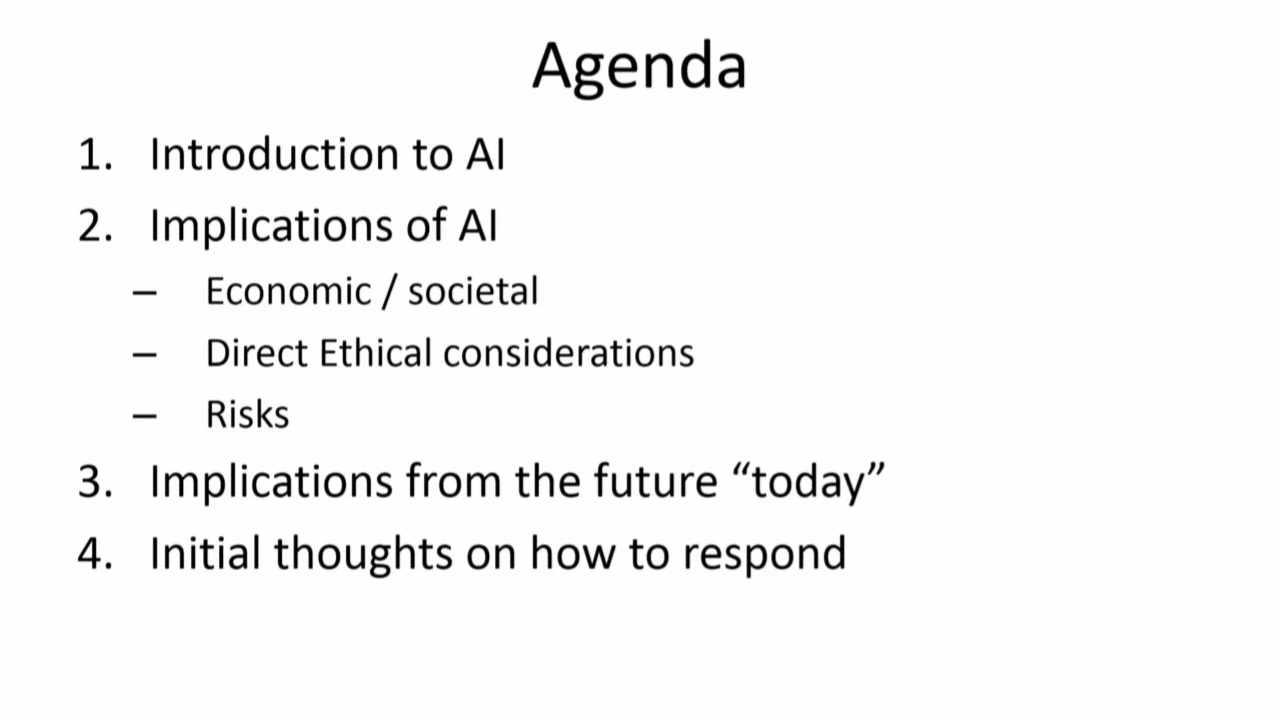 Agenda
1. Introduction to AI
2. Implications of AI
– Economic / societal
– Direct Ethical considerations
– Risks
3. Implications from the future “today”
4. Initial thoughts on how to respond